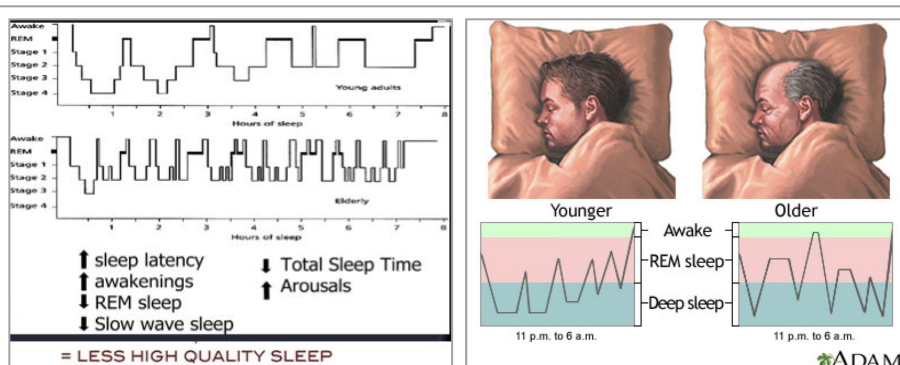 Awake
REM
Stage 1
Stage 2
Stage 3
Stage 4
Young adults
1 2 3 4 5 6 7 8
Hours of sleep
Awake
REM
Stage 1
Stage 2
Stage 3
Stage 4
Elderly
1 2 3 4 5 6 7 8
Hours of sleep
sleep latency
awakenings
REM sleep
Slow wave sleep
Total Sleep Time
Arousals
= LESS HIGH QUALITY SLEEP
Younger
Older
Awake
REM sleep
Deep sleep
11 p.m. to 6 a.m.
11 p.m. to 6 a.m.
ADAM